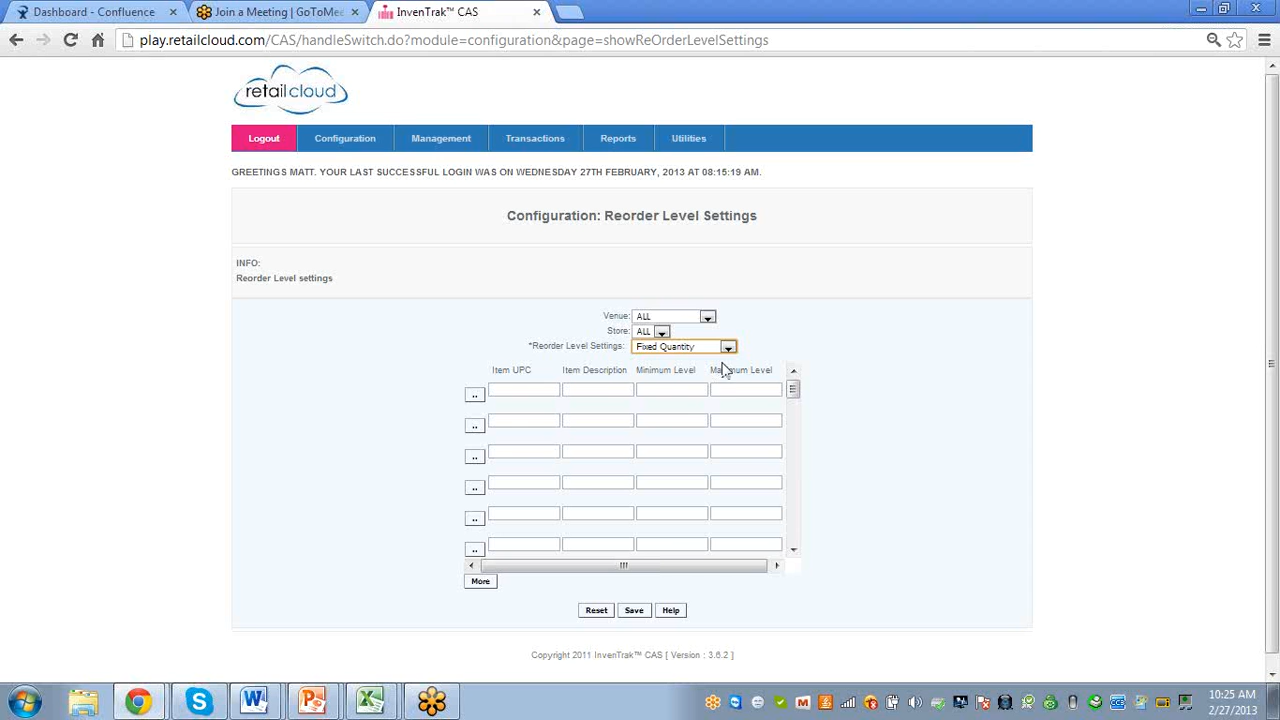 Dashboard - Confluence
Join a Meeting | GoToMee
InvenTrak™ CAS
play.retailcloud.com/CAS/handleSwitch.do?module=configuration&page=showReOrderLevelSettings
retailcloud
Logout Configuration Management Transactions Reports Utilities
GREETINGS MATT. YOUR LAST SUCCESSFUL LOGIN WAS ON WEDNESDAY 27TH FEBRUARY, 2013 AT 08:15:19 AM.
Configuration: Reorder Level Settings
INFO:
Reorder Level settings
Venue: ALL
Store: ALL
*Reorder Level Settings: Fixed Quantity
Item UPC Item Description Minimum Level Maximum Level
..
..
..
..
..
..
More
Reset Save Help
Copyright 2011 InvenTrak™ CAS [ Version : 3.6.2 ]
10:25 AM
2/27/2013